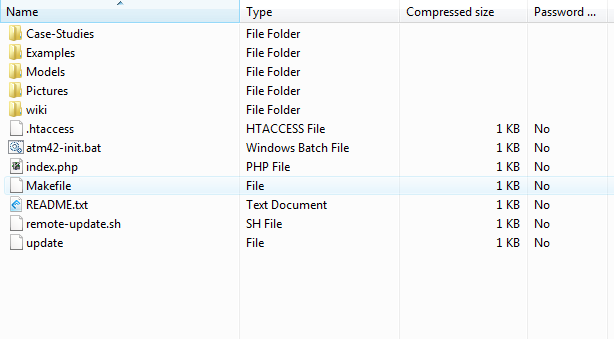 Name Type Compressed size Password ...
Case-Studies File Folder
Examples File Folder
Models File Folder
Pictures File Folder
wiki File Folder
.htaccess HTACCESS File 1 KB No
atm42-init.bat Windows Batch File 1 KB No
index.php PHP File 1 KB No
Makefile File 1 KB No
README.txt Text Document 1 KB No
remote-update.sh SH File 1 KB No
update File 1 KB No